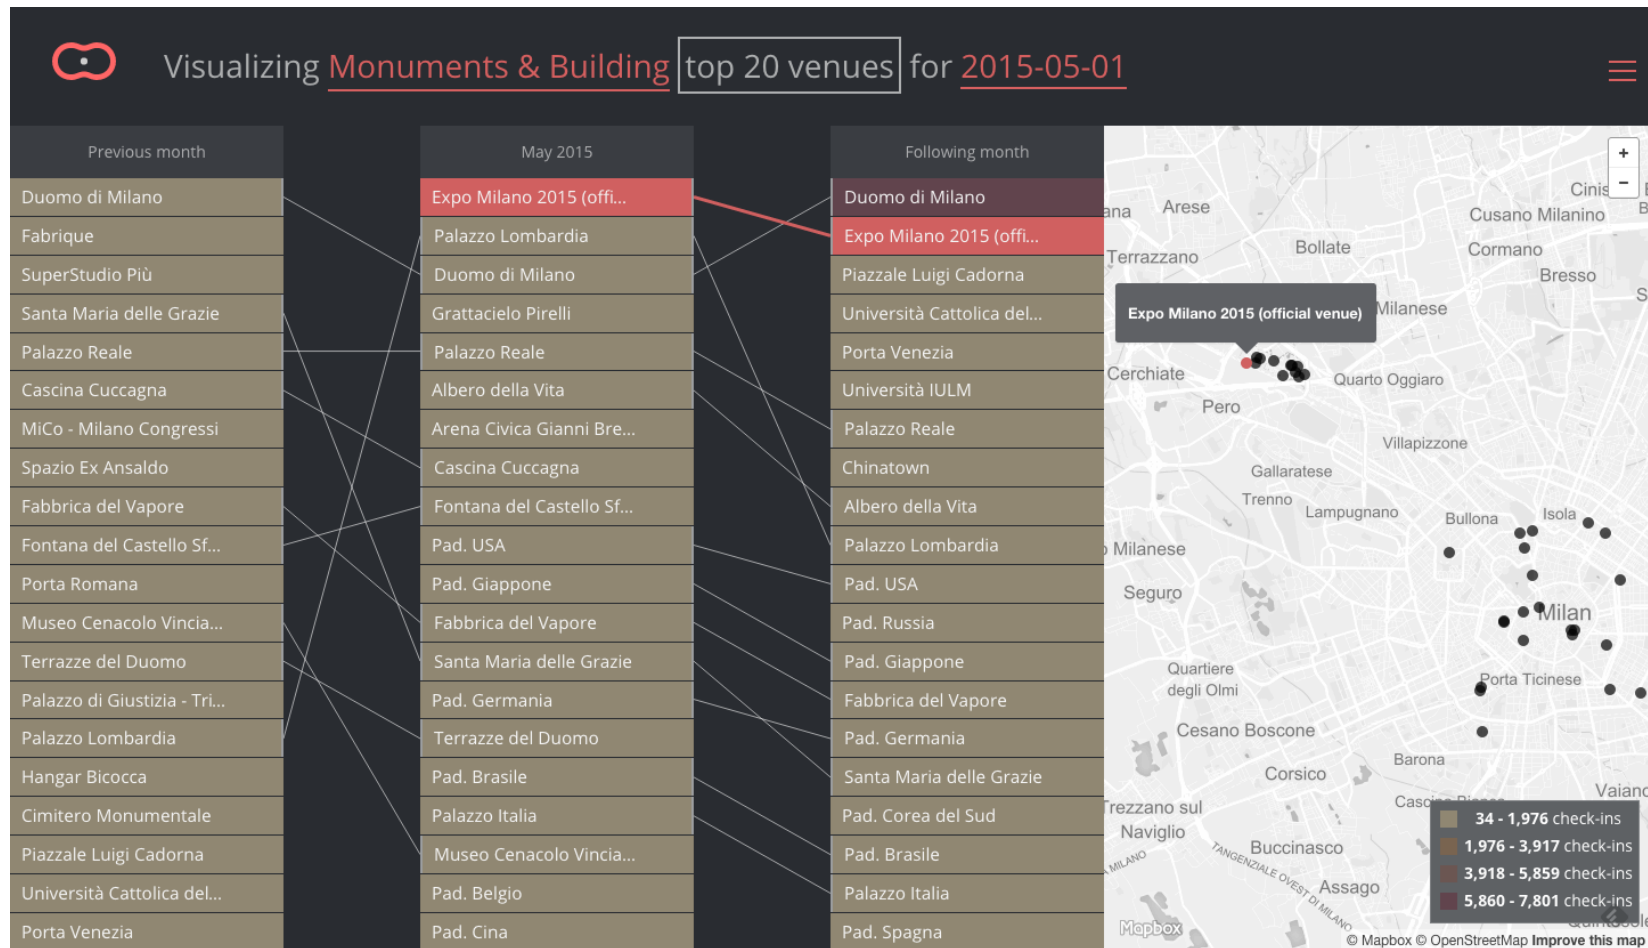 Visualizing Monuments & Building top 20 venues for 2015-05-01
Previous month
Duomo di Milano
Fabrique
SuperStudio Più
Santa Maria delle Grazie
Palazzo Reale
Cascina Cuccagna
MiCo - Milano Congressi
Spazio Ex Ansaldo
Fabbrica del Vapore
Fontana del Castello Sf...
Porta Romana
Museo Cenacolo Vincia...
Terrazze del Duomo
Palazzo di Giustizia - Tri...
Palazzo Lombardia
Hangar Bicocca
Cimitero Monumentale
Piazzale Luigi Cadorna
Università Cattolica del...
Porta Venezia
May 2015
Expo Milano 2015 (offi...
Palazzo Lombardia
Duomo di Milano
Grattacielo Pirelli
Palazzo Reale
Albero della Vita
Arena Civica Gianni Bre...
Cascina Cuccagna
Fontana del Castello Sf...
Pad. USA
Pad. Giappone
Fabbrica del Vapore
Santa Maria delle Grazie
Pad. Germania
Terrazze del Duomo
Pad. Brasile
Palazzo Italia
Museo Cenacolo Vincia...
Pad. Belgio
Pad. Cina
Following month
Duomo di Milano
Expo Milano 2015 (offi...
Piazzale Luigi Cadorna
Università Cattolica del...
Porta Venezia
Università IULM
Palazzo Reale
Chinatown
Albero della Vita
Palazzo Lombardia
Pad. USA
Pad. Russia
Pad. Giappone
Fabbrica del Vapore
Pad. Germania
Santa Maria delle Grazie
Pad. Corea del Sud
Pad. Brasile
Palazzo Italia
Pad. Spagna
+
−
Cinis
ana
Arese
Cusano Milanino
Bollate
Cormano
Terrazzano
Bresso
Expo Milano 2015 (official venue)
Milanese
Cerchiate
Quarto Oggiaro
Pero
Villapizzone
Gallaratese
Trenno
Lampugnano
Bullona
Isola
Milanese
Seguro
Milan
Quartiere
degli Olmi
Porta Ticinese
Cesano Boscone
Barona
Corsico
Vaiano
Trezzano sul
Naviglio
Buccinasco
MILANO
TANGENZIALE OVEST DI MILANO
Assago
34 - 1,976 check-ins
1,976 - 3,917 check-ins
3,918 - 5,859 check-ins
5,860 - 7,801 check-ins
Mapbox
© Mapbox © OpenStreetMap Improve this map